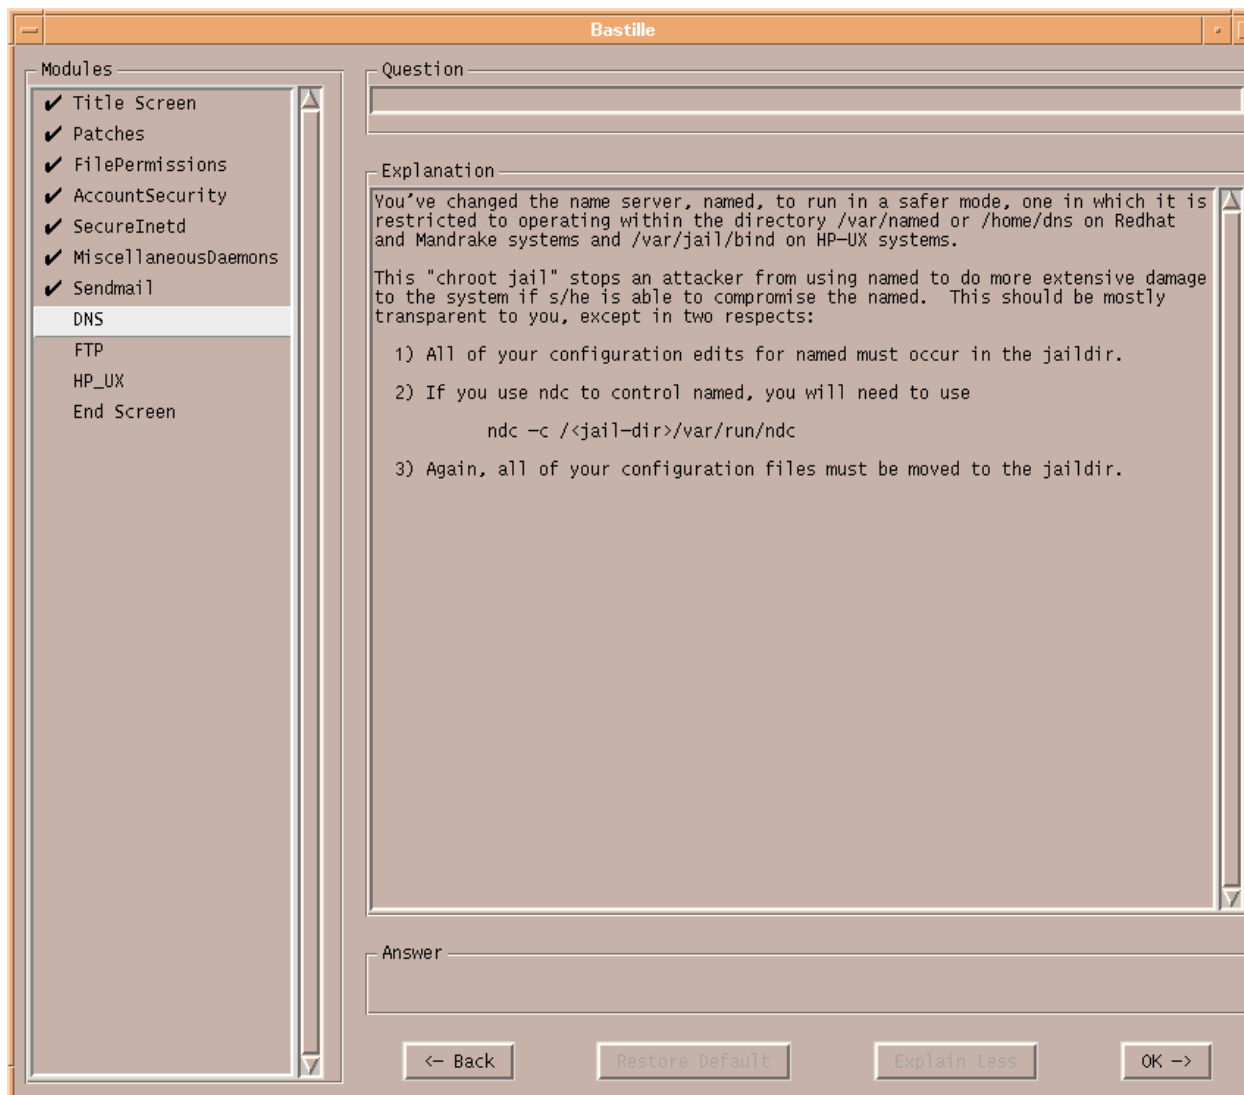 Bastille
Modules
Title Screen
Patches
FilePermissions
AccountSecurity
SecureInetd
MiscellaneousDaemons
Sendmail
DNS
FTP
HP_UX
End Screen
Question
Explanation
You've changed the name server, named, to run in a safer mode, one in which it is
restricted to operating within the directory /var/named or /home/dns on Redhat
and Mandrake systems and /var/jail/bind on HP-UX systems.
This "chroot jail" stops an attacker from using named to do more extensive damage
to the system if s/he is able to compromise the named.  This should be mostly
transparent to you, except in two respects:
1) All of your configuration edits for named must occur in the jaildir.
2) If you use ndc to control named, you will need to use
ndc -c /<jail-dir>/var/run/ndc
3) Again, all of your configuration files must be moved to the jaildir.
Answer
<- Back
Restore Default
Explain Less
OK ->